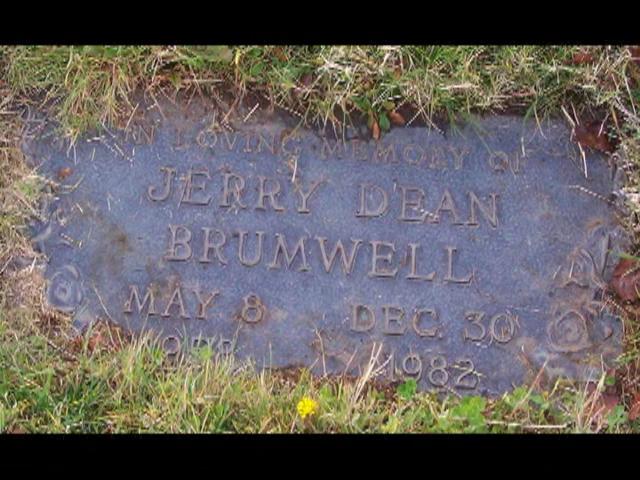 IN LOVING MEMORY OF
JERRY DEAN
BRUMWELL
MAY 8 DEC. 30
1982